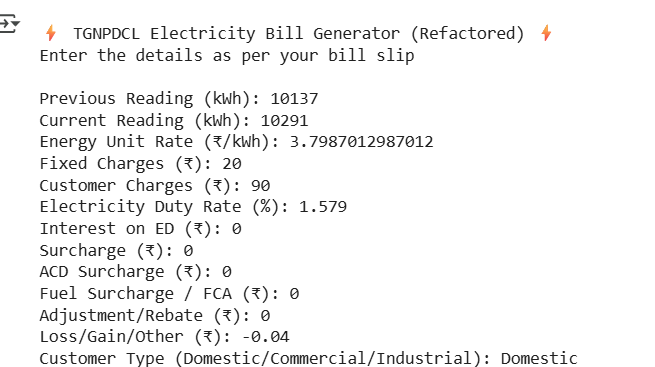 ⚡ TGNPDCL Electricity Bill Generator (Refactored) ⚡
Enter the details as per your bill slip
Previous Reading (kWh): 10137
Current Reading (kWh): 10291
Energy Unit Rate (₹/kWh): 3.7987012987012
Fixed Charges (₹): 20
Customer Charges (₹): 90
Electricity Duty Rate (%): 1.579
Interest on ED (₹): 0
Surcharge (₹): 0
ACD Surcharge (₹): 0
Fuel Surcharge / FCA (₹): 0
Adjustment/Rebate (₹): 0
Loss/Gain/Other (₹): -0.04
Customer Type (Domestic/Commercial/Industrial): Domestic